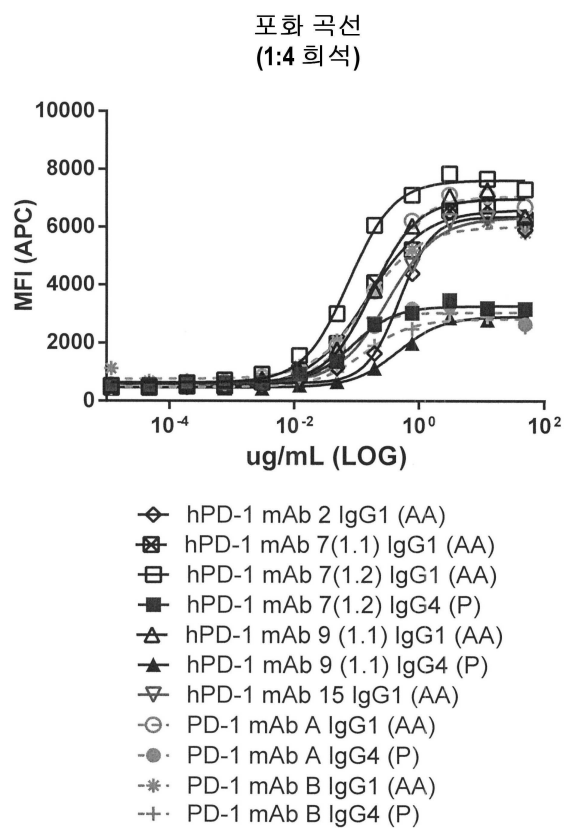 포화 곡선
(1:4 희석)
10000
8000
6000
4000
2000
0
MFI (APC)
10-4
10-2
100
102
ug/mL (LOG)
hPD-1 mAb 2 IgG1 (AA)
hPD-1 mAb 7(1.1) IgG1 (AA)
hPD-1 mAb 7(1.2) IgG1 (AA)
hPD-1 mAb 7(1.2) IgG4 (P)
hPD-1 mAb 9 (1.1) IgG1 (AA)
hPD-1 mAb 9 (1.1) IgG4 (P)
hPD-1 mAb 15 IgG1 (AA)
PD-1 mAb A IgG1 (AA)
PD-1 mAb A IgG4 (P)
PD-1 mAb B IgG1 (AA)
PD-1 mAb B IgG4 (P)